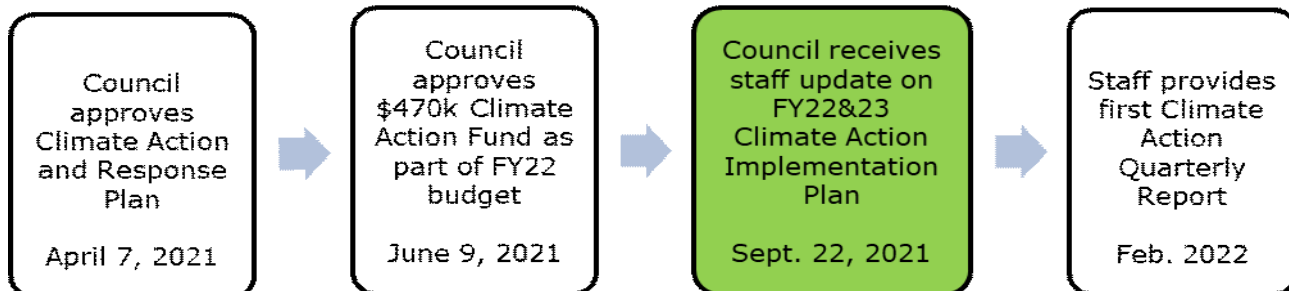 Council
approves
Climate Action
and Response
Plan
April 7, 2021
Council
approves
$470k Climate
Action Fund as
part of FY22
budget
June 9, 2021
Council receives
staff update on
FY22&23
Climate Action
Implementation
Plan
Sept. 22, 2021
Staff provides
first Climate
Action
Quarterly
Report
Feb. 2022